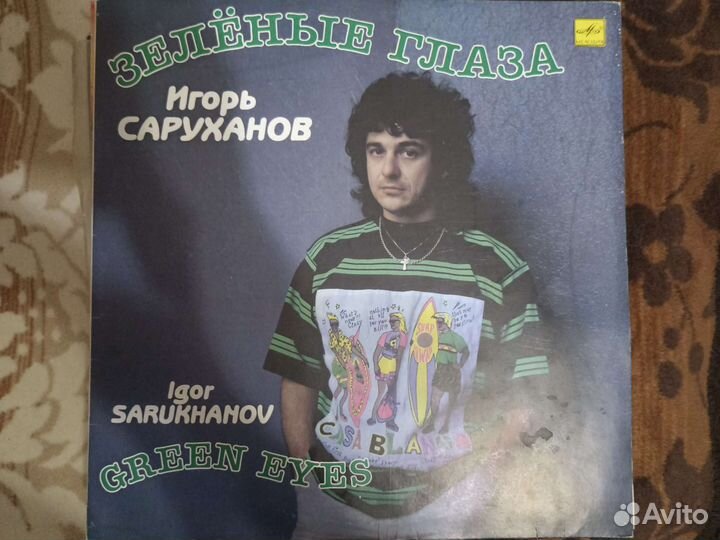 ЗЕЛЁНЫЕ ГЛАЗА
Игорь
САРУХАНОВ
CASABLANCA
Igor
SARUKHANOV
GREEN EYES
Avito